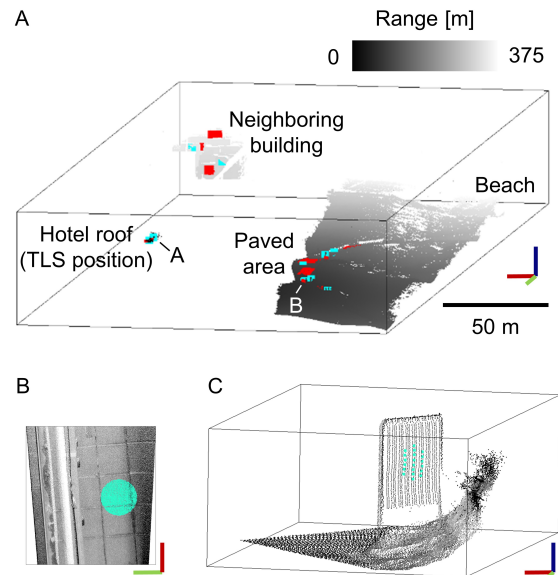 A
Range [m]
0
375
Neighboring
building
Beach
Hotel roof
(TLS position)
A
Paved
area
B
50 m
B
C